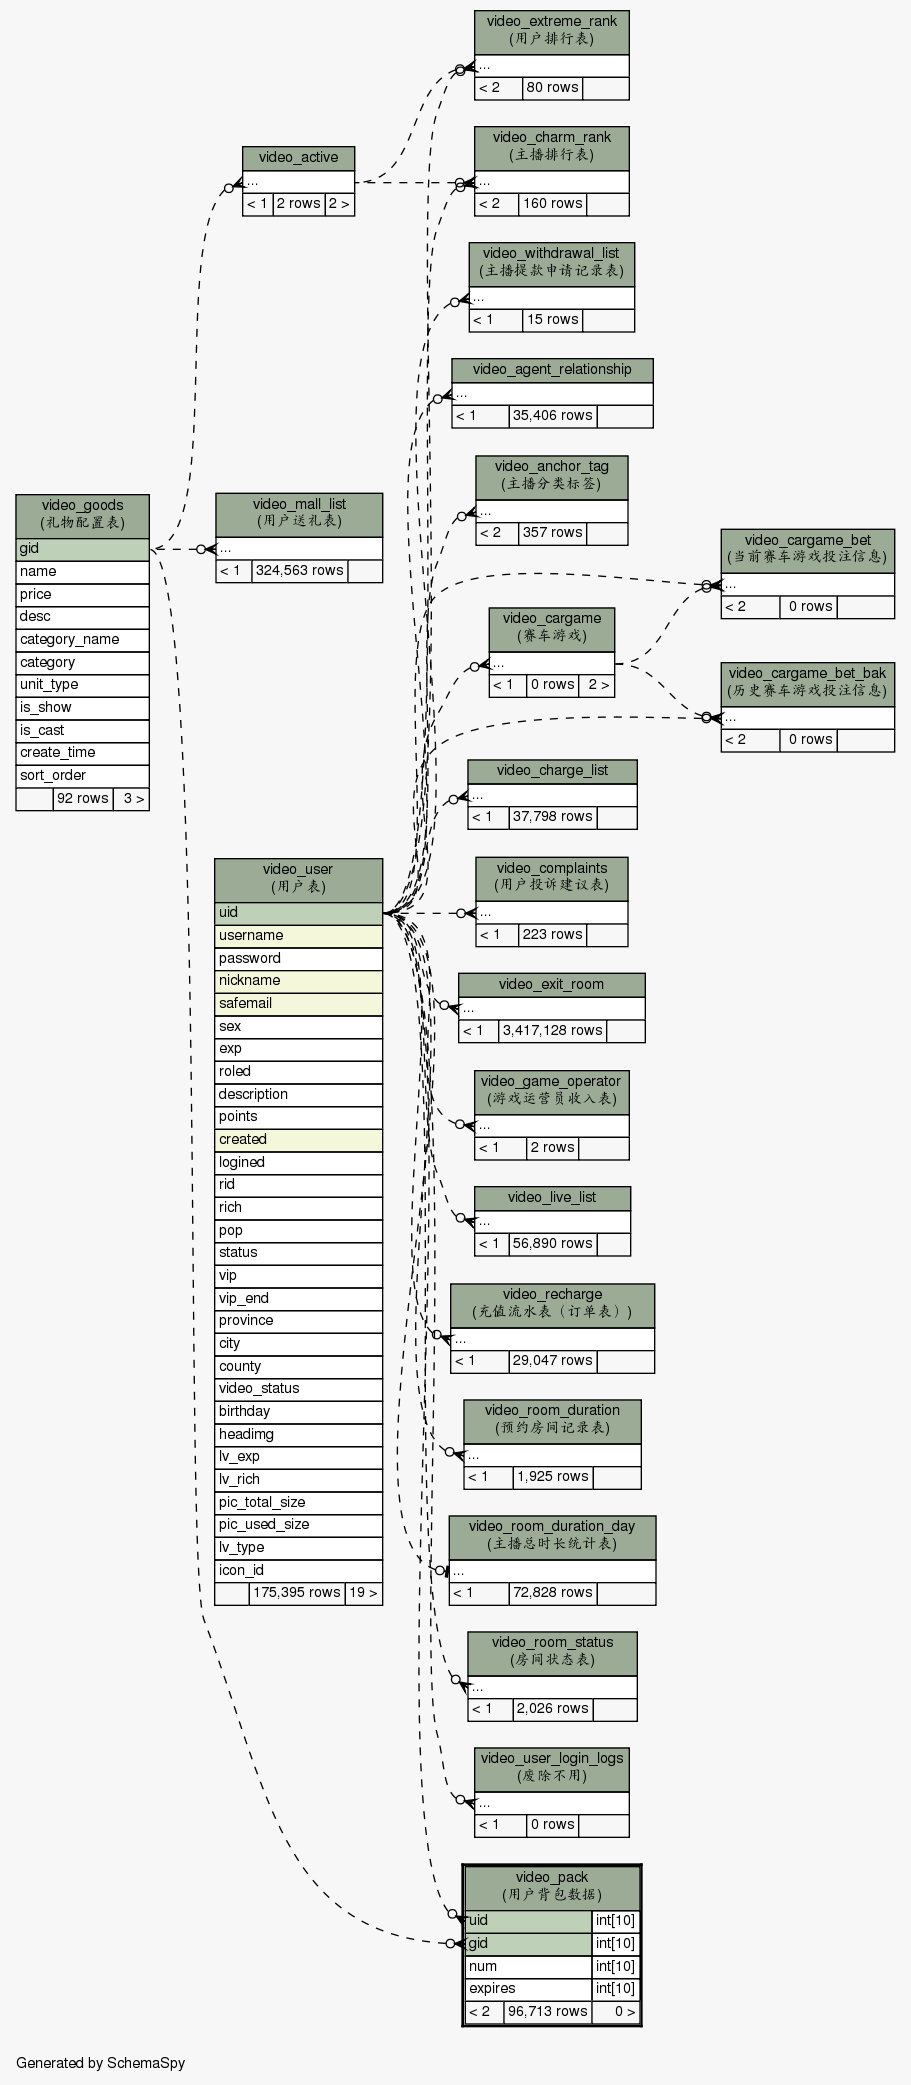 video_extreme_rank
(用户排行表)
...
< 2 80 rows
video_charm_rank
(主播排行表)
...
< 2 160 rows
video_active
...
< 1 2 rows 2 >
video_withdrawal_list
(主播提款申请记录表)
...
< 1 15 rows
video_agent_relationship
...
< 1 35,406 rows
video_anchor_tag
(主播分类标签)
...
< 2 357 rows
video_goods
(礼物配置表)
gid
name
price
desc
category_name
category
unit_type
is_show
is_cast
create_time
sort_order
92 rows 3 >
video_mall_list
(用户送礼表)
...
< 1 324,563 rows
video_cargame_bet
(当前赛车游戏投注信息)
...
< 2 0 rows
video_cargame
(赛车游戏)
...
< 1 0 rows 2 >
video_cargame_bet_bak
(历史赛车游戏投注信息)
...
< 2 0 rows
video_charge_list
...
< 1 37,798 rows
video_user
(用户表)
uid
username
password
nickname
safemail
sex
exp
roled
description
points
created
logined
rid
rich
pop
status
vip
vip_end
province
city
county
video_status
birthday
headimg
lv_exp
lv_rich
pic_total_size
pic_used_size
lv_type
icon_id
175,395 rows 19 >
video_complaints
(用户投诉建议表)
...
< 1 223 rows
video_exit_room
...
< 1 3,417,128 rows
video_game_operator
(游戏运营员收入表)
...
< 1 2 rows
video_live_list
...
< 1 56,890 rows
video_recharge
(充值流水表（订单表）)
...
< 1 29,047 rows
video_room_duration
(预约房间记录表)
...
< 1 1,925 rows
video_room_duration_day
(主播总时长统计表)
...
< 1 72,828 rows
video_room_status
(房间状态表)
...
< 1 2,026 rows
video_user_login_logs
(废除不用)
...
< 1 0 rows
video_pack
(用户背包数据)
uid int[10]
gid int[10]
num int[10]
expires int[10]
< 2 96,713 rows 0 >
Generated by SchemaSpy